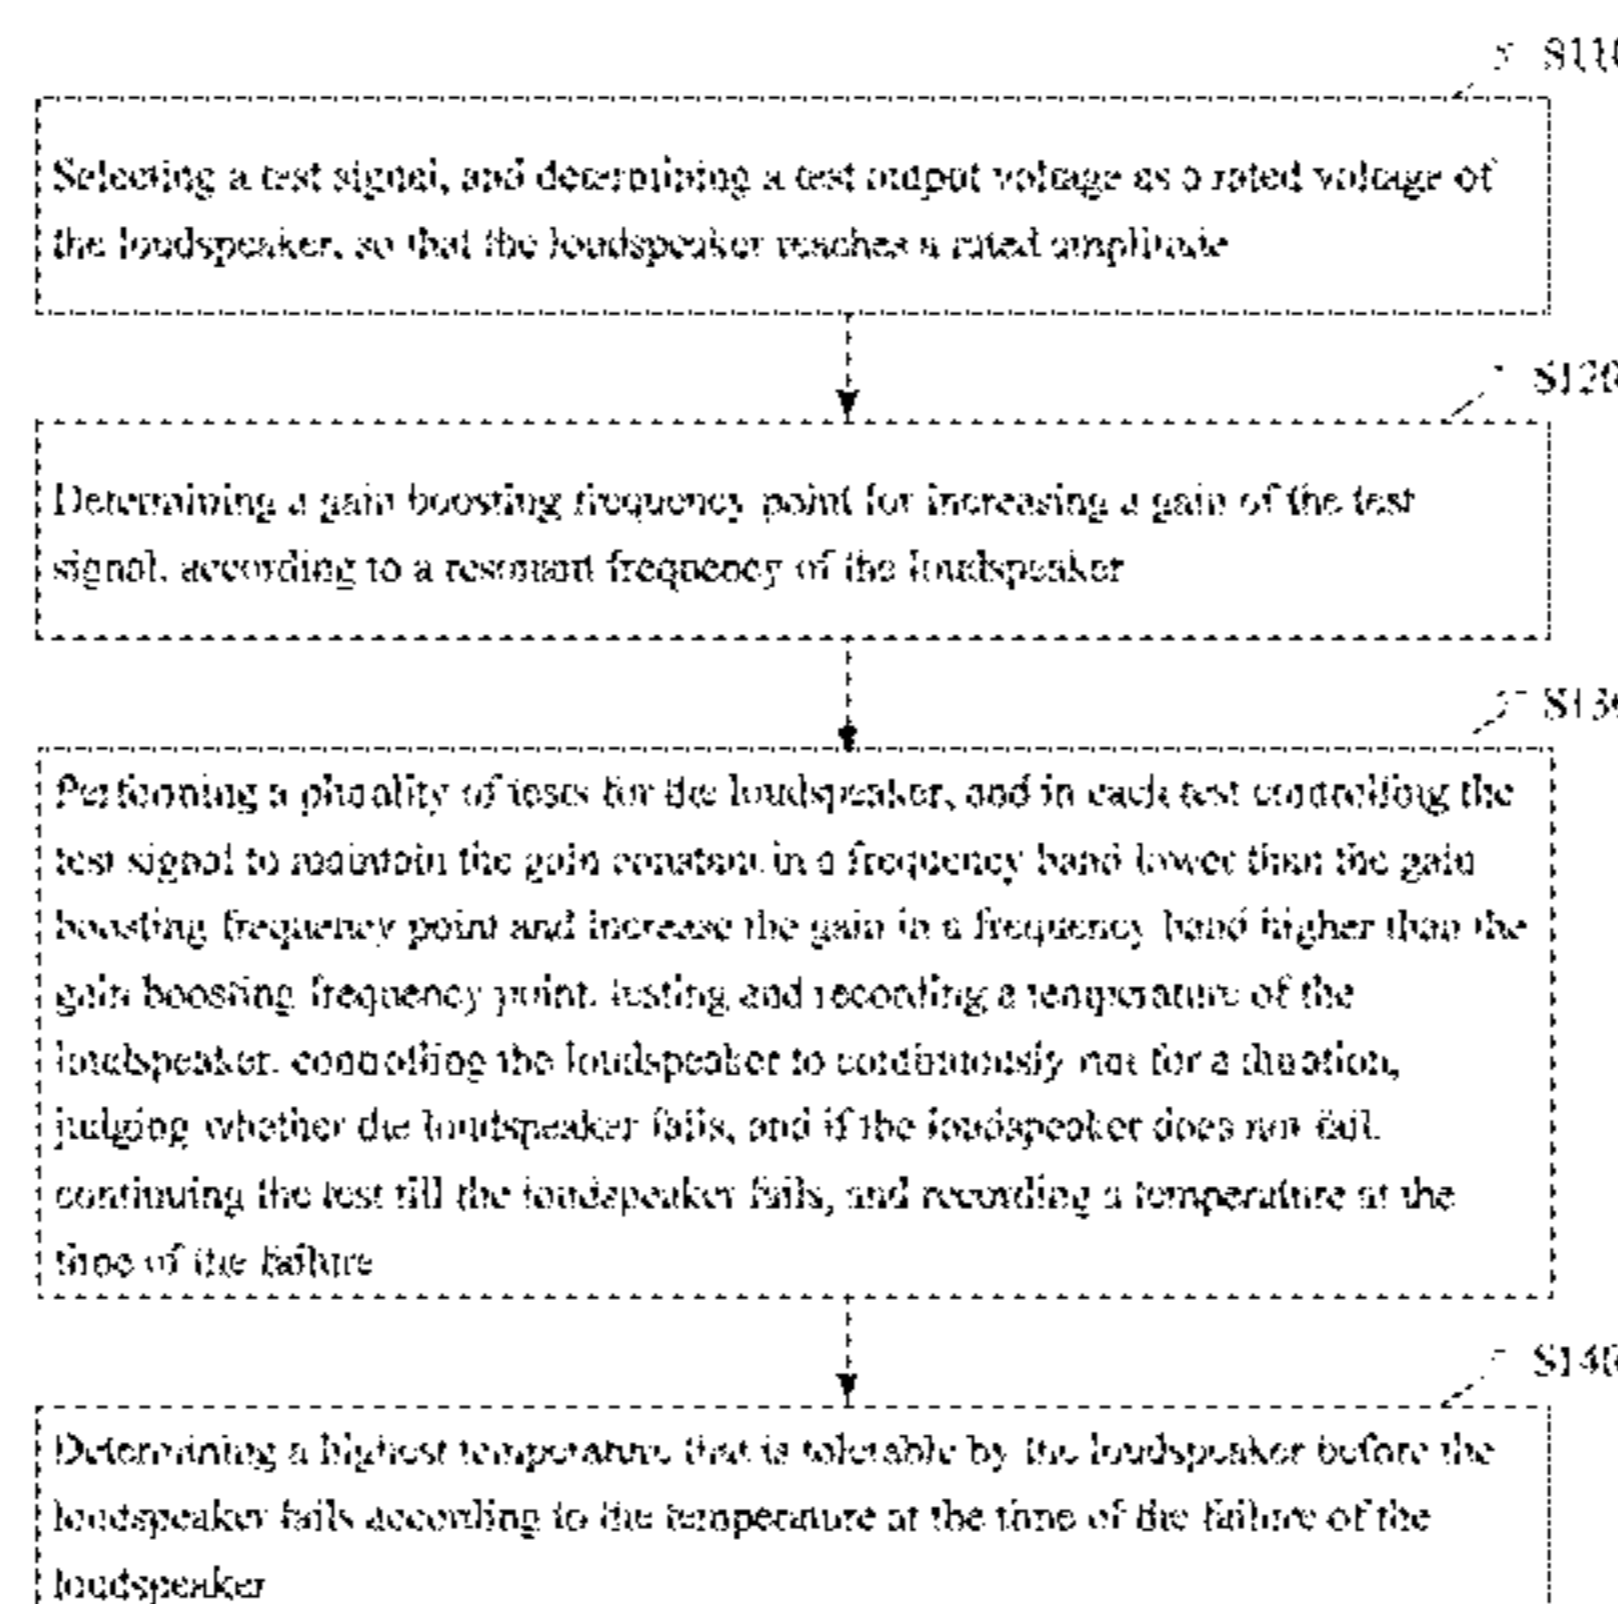 S110
Selecting a test signal, and determining a test output voltage as a rated voltage of
the loudspeaker, so that the loudspeaker reaches a rated amplitude
S120
Determining a gain boosting frequency point for increasing a gain of the test
signal, according to a resonant frequency of the loudspeaker
S130
Performing a plurality of tests for the loudspeaker, and in each test controlling the
test signal to maintain the gain constant in a frequency band lower than the gain
boosting frequency point and increase the gain in a frequency band higher than the
gain boosting frequency point, testing and recording a temperature of the
loudspeaker, controlling the loudspeaker to continuously run for a duration,
judging whether the loudspeaker fails, and if the loudspeaker does not fail,
continuing the test till the loudspeaker fails, and recording a temperature at the
time of the failure
S140
Determining a highest temperature that is tolerable by the loudspeaker before the
loudspeaker fails according to the temperature at the time of the failure of the
loudspeaker